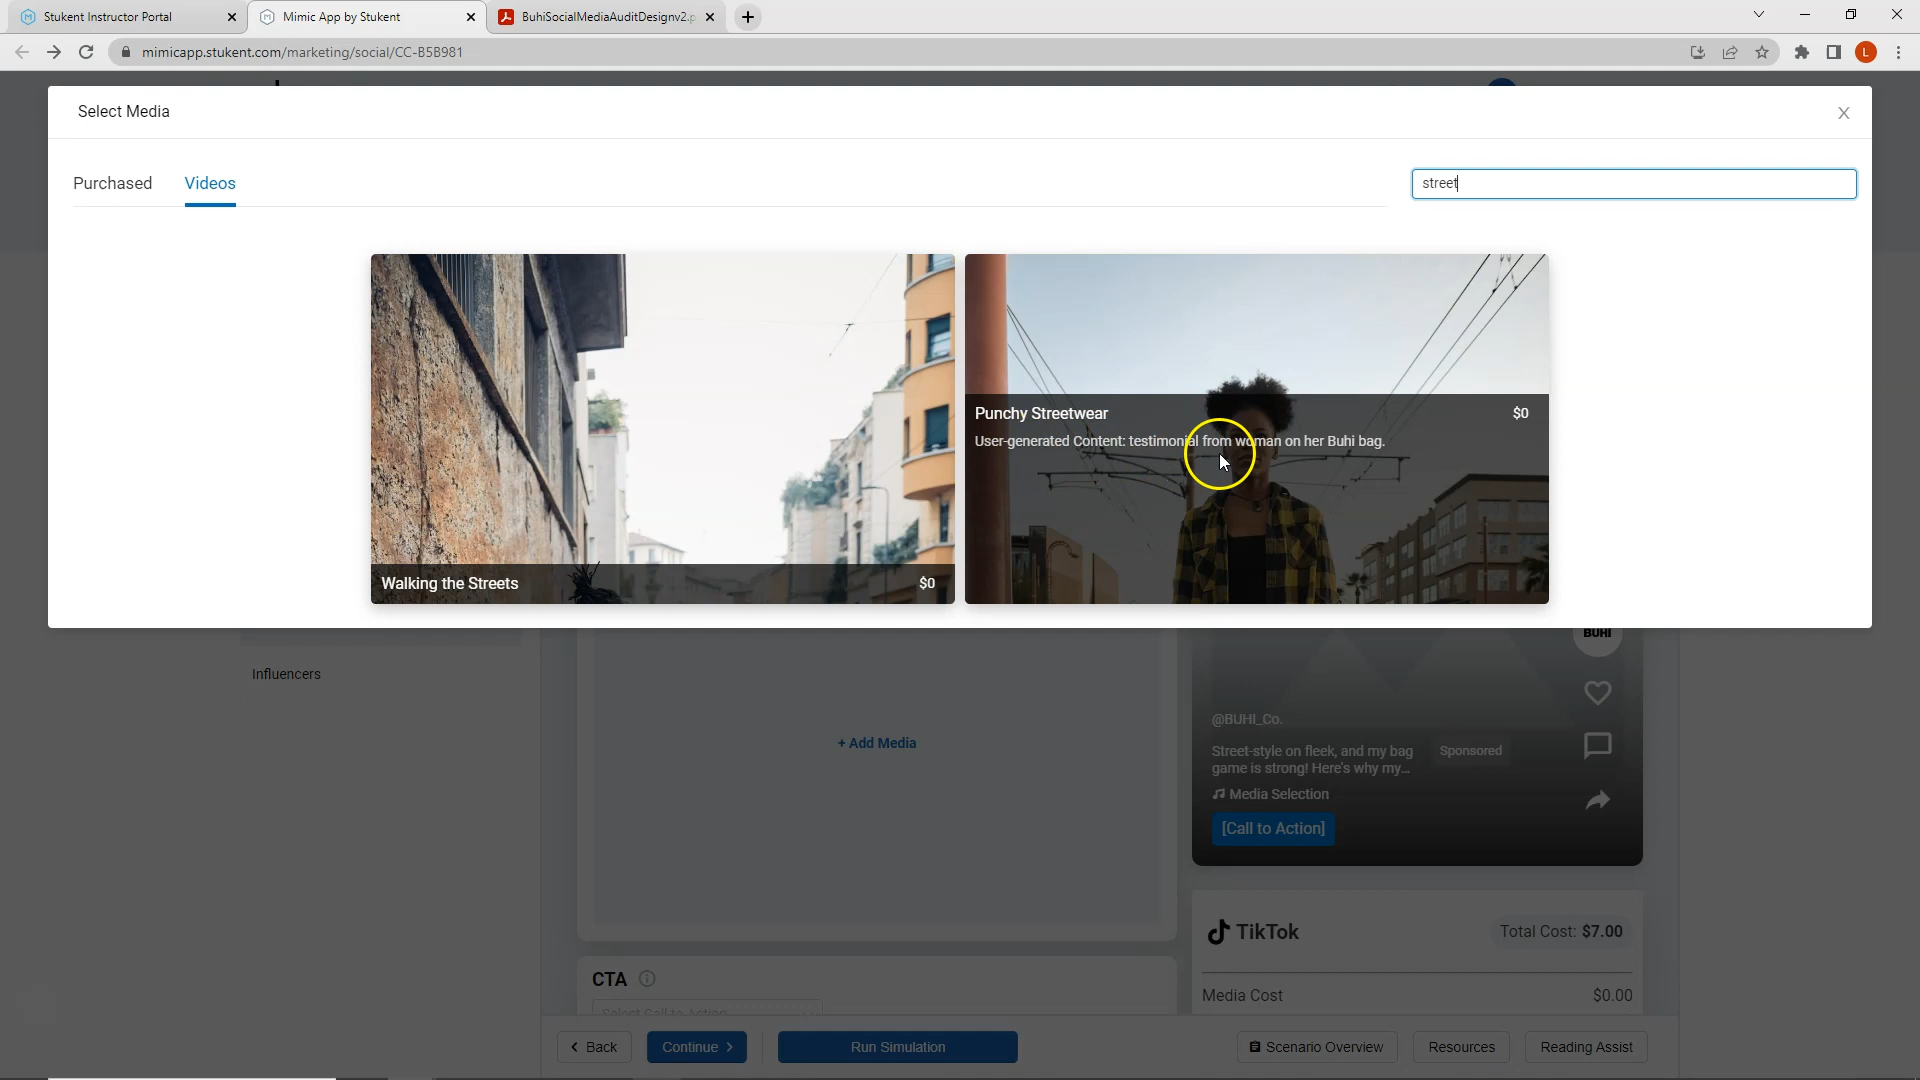 Stukent Instructor Portal
Mimic App by Stukent
BuhiSocialMediaAuditDesignv2.p
mimicapp.stukent.com/marketing/social/CC-B5B981
L
Select Media
Purchased
Videos
street
Punchy Streetwear
$0
User-generated Content: testimonial from woman on her Buhi bag.
Walking the Streets
$0
BUHI
Influencers
@BUHI_Co.
+ Add Media
Street-style on fleek, and my bag
game is strong! Here's why my...
Sponsored
Media Selection
[Call to Action]
TikTok
Total Cost: $7.00
CTA
Media Cost
$0.00
Select Call to Action
Back
Continue
Run Simulation
Scenario Overview
Resources
Reading Assist